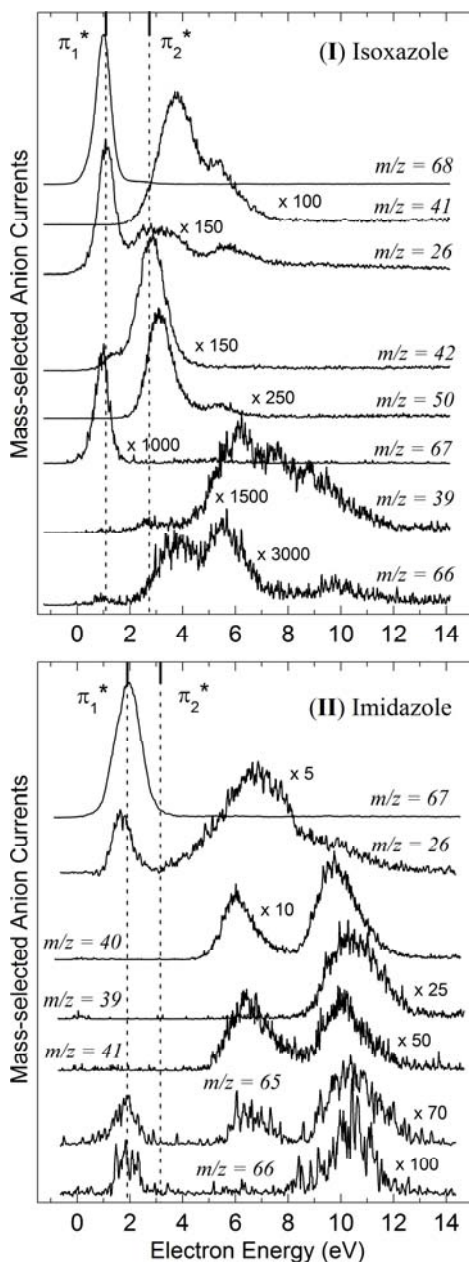 π1* π2* (I) Isoxazole
m/z = 68
x 100 m/z = 41
x 150 m/z = 26
x 150 m/z = 42
x 250 m/z = 50
x 1000 m/z = 67
x 1500 m/z = 39
x 3000 m/z = 66
Mass-selected Anion Currents
0 2 4 6 8 10 12 14
π1* π2* (II) Imidazole
x 5 m/z = 67
m/z = 26
x 10
m/z = 40
m/z = 39 x 25
m/z = 41 x 50
m/z = 65 x 70
m/z = 66 x 100
Mass-selected Anion Currents
0 2 4 6 8 10 12 14
Electron Energy (eV)